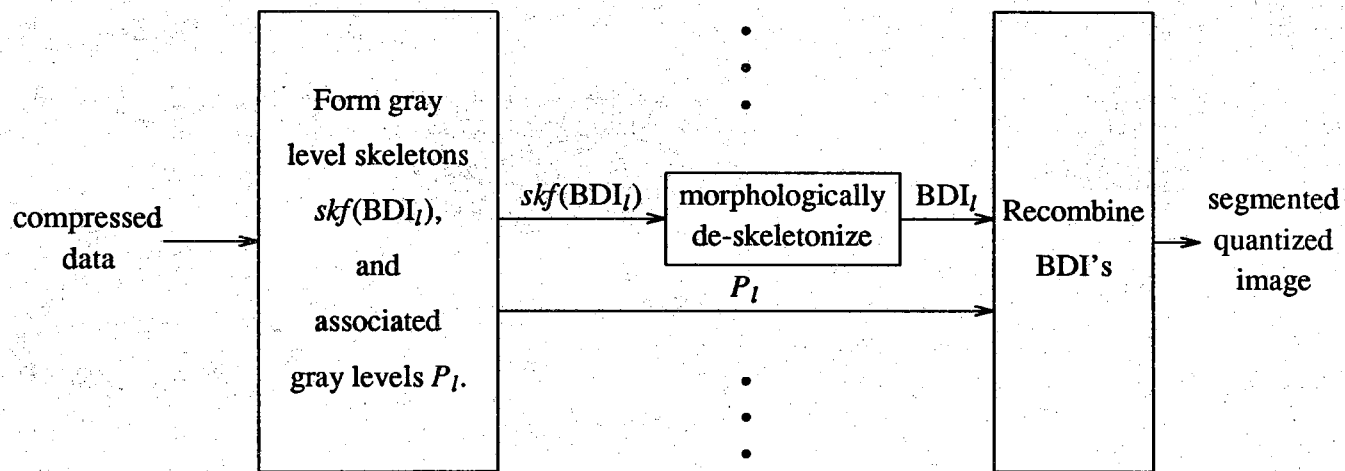 compressed
data
Form gray
level skeletons
skf(BDI_l),
and
associated
gray levels P_l.
skf(BDI_l)
morphologically
de-skeletonize
BDI_l
P_l
Recombine
BDI's
segmented
quantized
image